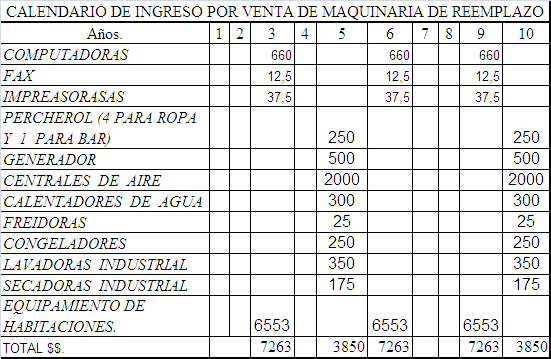 CALENDARIO DE INGRESO POR VENTA DE MAQUINARIA DE REEMPLAZO
Años. 1 2 3 4 5 6 7 8 9 10
COMPUTADORAS 660 660 660
FAX 12,5 12,5 12,5
IMPREASORASAS 37,5 37,5 37,5
PERCHEROL (4 PARA ROPA
Y 1 PARA BAR) 250 250
GENERADOR 500 500
CENTRALES DE AIRE 2000 2000
CALENTADORES DE AGUA 300 300
FREIDORAS 25 25
CONGELADORES 250 250
LAVADORAS INDUSTRIAL 350 350
SECADORAS INDUSTRIAL 175 175
EQUIPAMIENTO DE
HABITACIONES. 6553 6553 6553
TOTAL $$. 7263 3850 7263 7263 3850